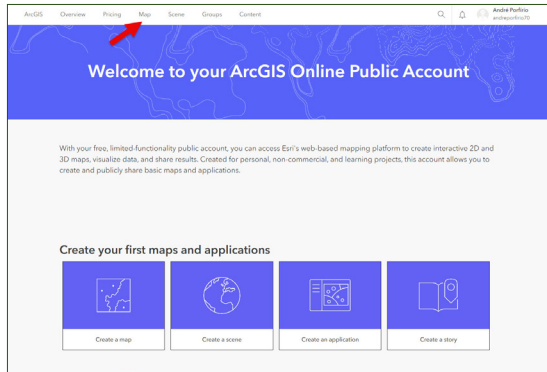 ArcGIS Overview Pricing Map Scene Groups Content
André Porfírio
andreporfirio70
Welcome to your ArcGIS Online Public Account
With your free, limited-functionality public account, you can access Esri's web-based mapping platform to create interactive 2D and
3D maps, visualize data, and share results. Created for personal, non-commercial, and learning projects, this account allows you to
create and publicly share basic maps and applications.
Create your first maps and applications
Create a map
Create a scene
Create an application
Create a story